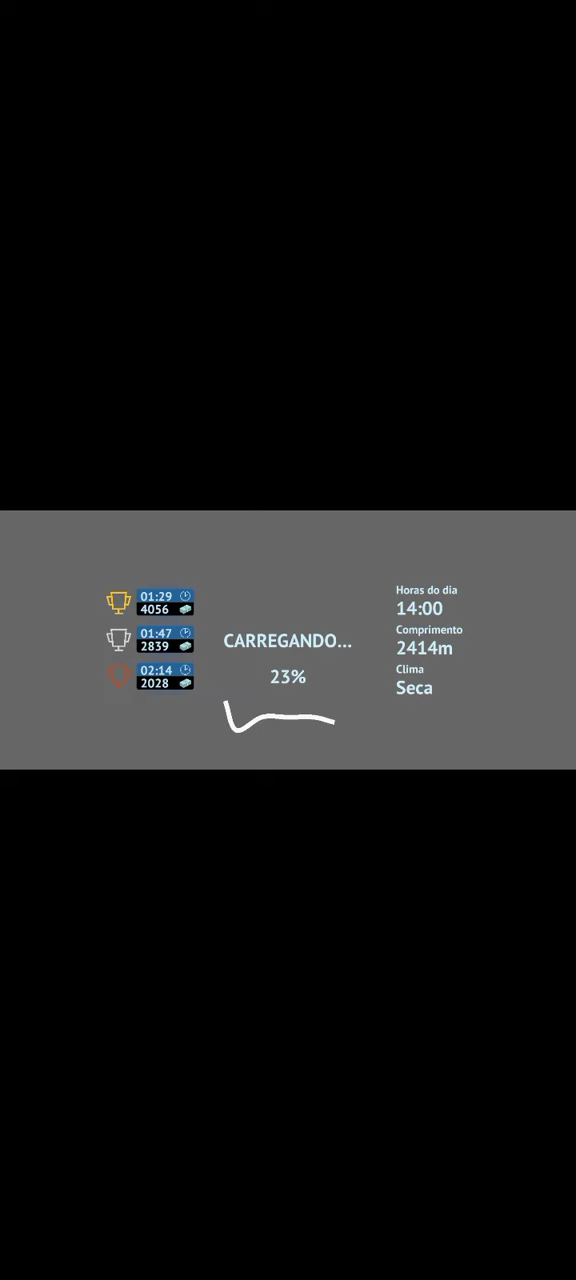 01:29
4056
01:47
2839
02:14
2028
CARREGANDO...
23%
Horas do dia
14:00
Comprimento
2414m
Clima
Seca